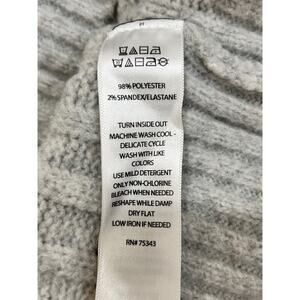 98% POLYESTER
2% SPANDEX/ELASTANE
TURN INSIDE OUT
MACHINE WASH COOL -
DELICATE CYCLE
WASH WITH LIKE
COLORS
USE MILD DETERGENT
ONLY NON-CHLORINE
BLEACH WHEN NEEDED
RESHAPE WHILE DAMP
DRY FLAT
LOW IRON IF NEEDED
RN# 75343